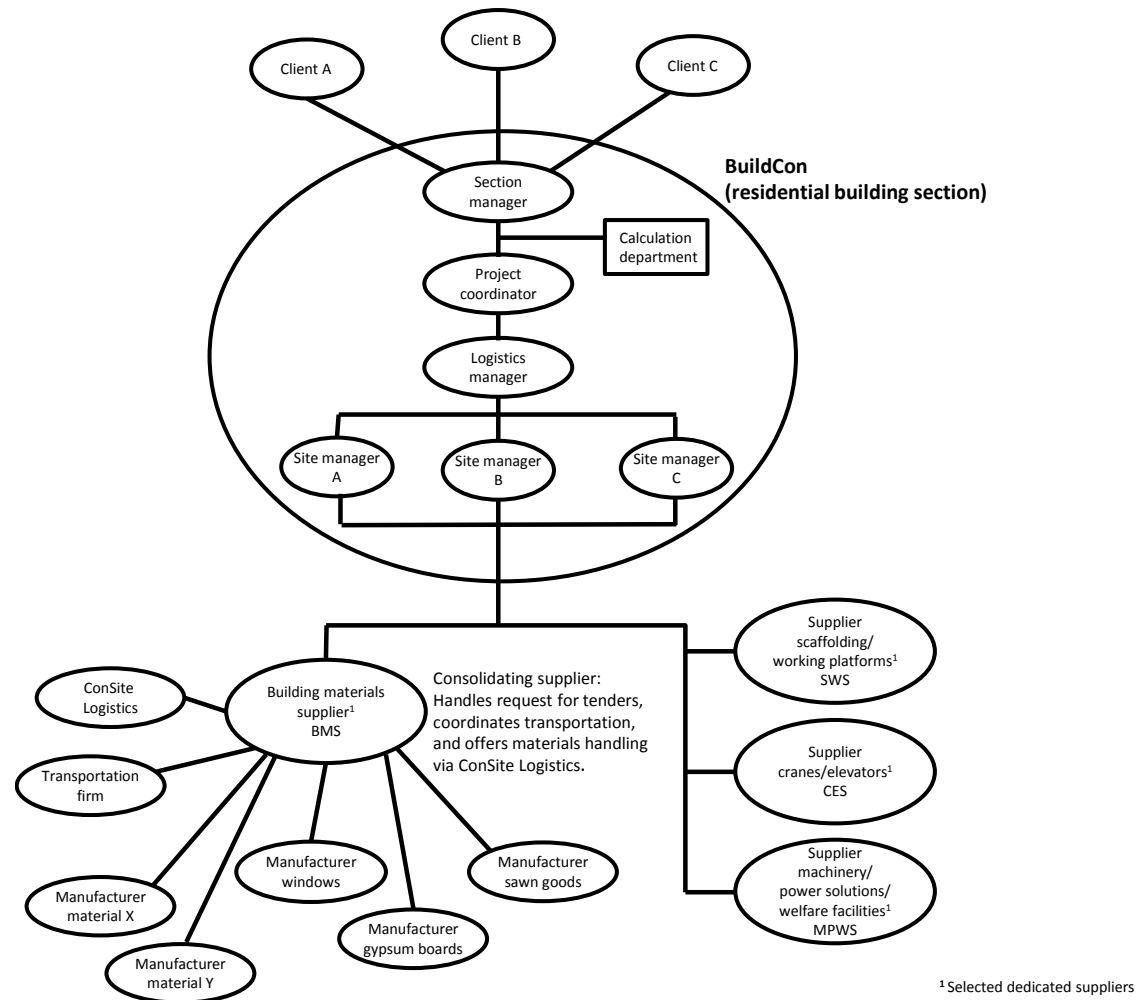 Client B
Client A
Client C
BuildCon
(residential building section)
Section
manager
Calculation
department
Project
coordinator
Logistics
manager
Site manager
A
Site manager
B
Site manager
C
Supplier
scaffolding/
working platforms¹
SWS
ConSite
Logistics
Building materials
supplier¹
BMS
Consolidating supplier:
Handles request for tenders,
coordinates transportation,
and offers materials handling
via ConSite Logistics.
Transportation
firm
Supplier
cranes/elevators¹
CES
Manufacturer
windows
Manufacturer
sawn goods
Manufacturer
material X
Manufacturer
gypsum boards
Manufacturer
material Y
Supplier
machinery/
power solutions/
welfare facilities¹
MPWS
¹ Selected dedicated suppliers